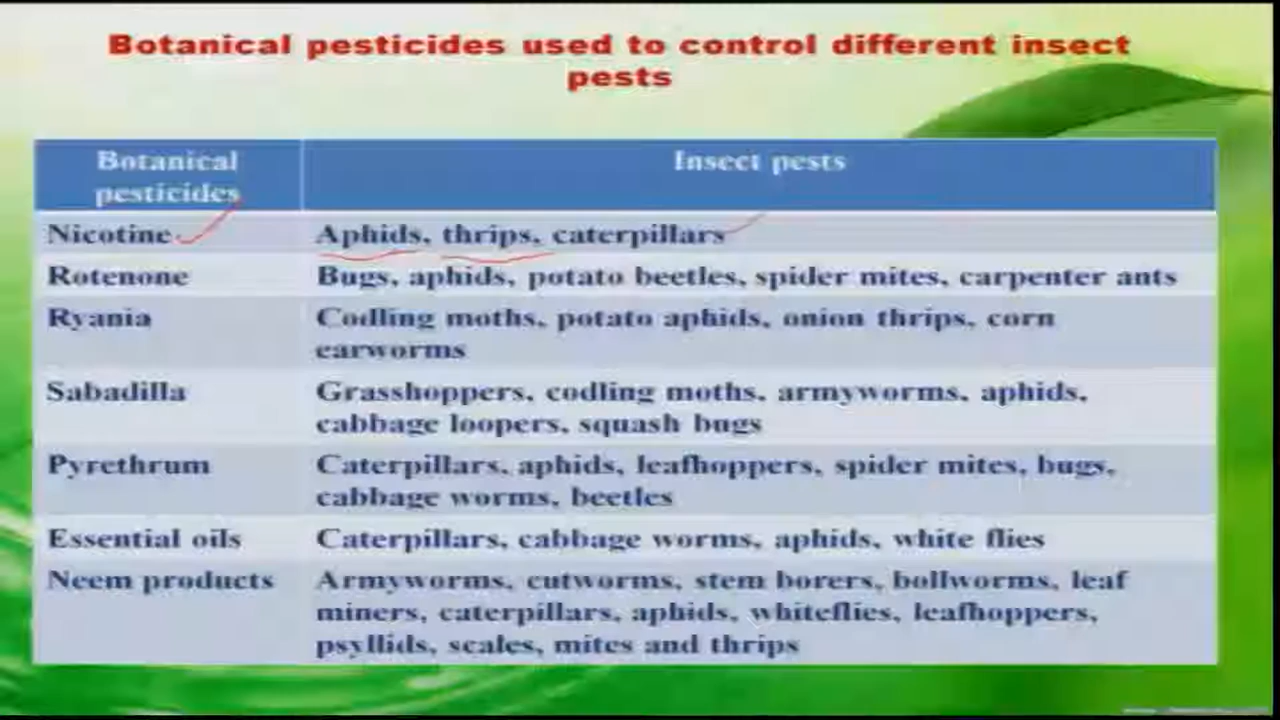 Botanical pesticides used to control different insect
pests
Botanical
pesticides
Insect pests
Nicotine
Aphids, thrips, caterpillars
Rotenone
Bugs, aphids, potato beetles, spider mites, carpenter ants
Ryania
Codling moths, potato aphids, onion thrips, corn
earworms
Sabadilla
Grasshoppers, codling moths, armyworms, aphids,
cabbage loopers, squash bugs
Pyrethrum
Caterpillars, aphids, leafhoppers, spider mites, bugs,
cabbage worms, beetles
Essential oils
Caterpillars, cabbage worms, aphids, white flies
Neem products
Armyworms, cutworms, stem borers, bollworms, leaf
miners, caterpillars, aphids, whiteflies, leafhoppers,
psyllids, scales, mites and thrips